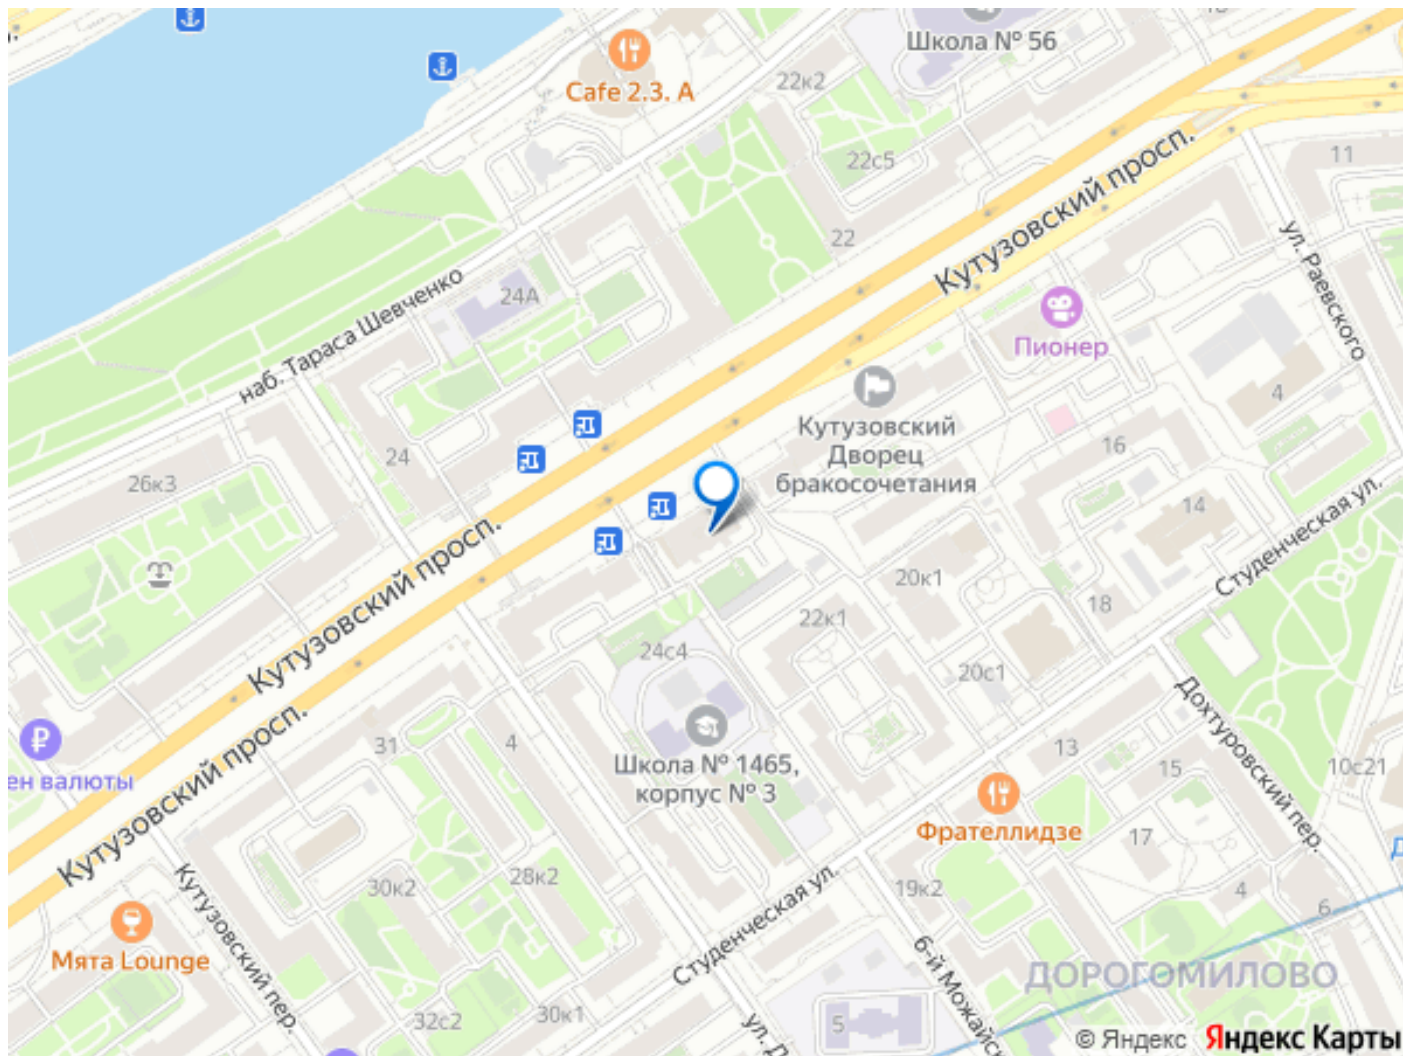 Школа № 56
Cafe 2.3. А
22к2
22с5
11
Кутузовский просп.
ул. Раевского
22
24А
наб. Тараса Шевченко
Пионер
4
Кутузовский
Дворец
бракосочетания
16
24
26к3
14
Студенческая ул.
Кутузовский просп.
20к1
18
22к1
24с4
20с1
Дохтуровский пер.
31
4
13
15
10с21
Школа № 1465,
корпус № 3
ен валюты
Кутузовский просп.
Фрателлидзе
17
28к2
30к2
19к2
4
6
Студенческая ул.
Кутузовский пер.
Мята Lounge
6-й Можайск
ДОРОГОМИЛОВО
32с2
30к1
5
ул. Д
© Яндекс Яндекс Карты